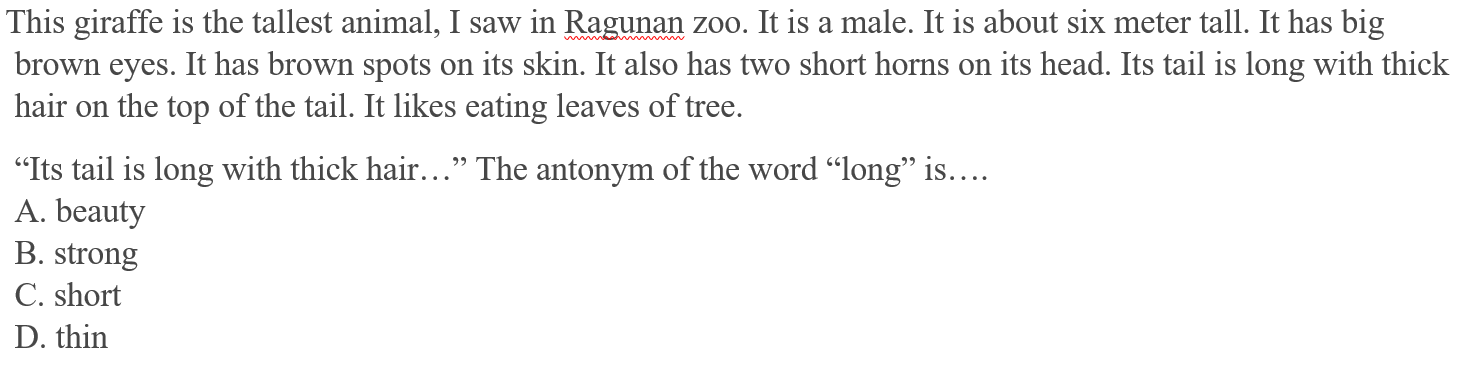 This giraffe is the tallest animal, I saw in Ragunan zoo. It is a male. It is about six meter tall. It has big
brown eyes. It has brown spots on its skin. It also has two short horns on its head. Its tail is long with thick
hair on the top of the tail. It likes eating leaves of tree.
“Its tail is long with thick hair…” The antonym of the word “long” is….
A. beauty
B. strong
C. short
D. thin